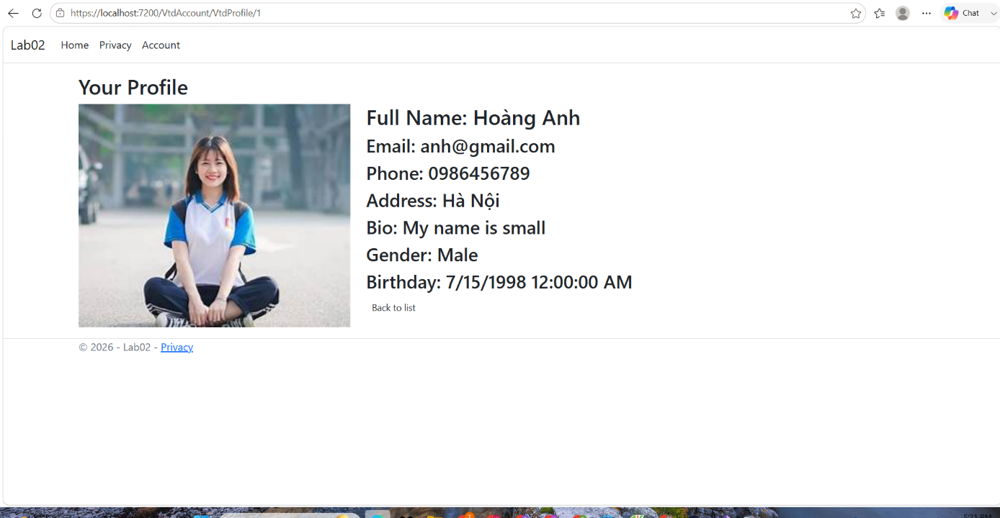 https://localhost:7200/VtdAccount/VtdProfile/1
Chat
Lab02 Home Privacy Account
Your Profile
Full Name: Hoàng Anh
Email: anh@gmail.com
Phone: 0986456789
Address: Hà Nội
Bio: My name is small
Gender: Male
Birthday: 7/15/1998 12:00:00 AM
Back to list
© 2026 - Lab02 - Privacy